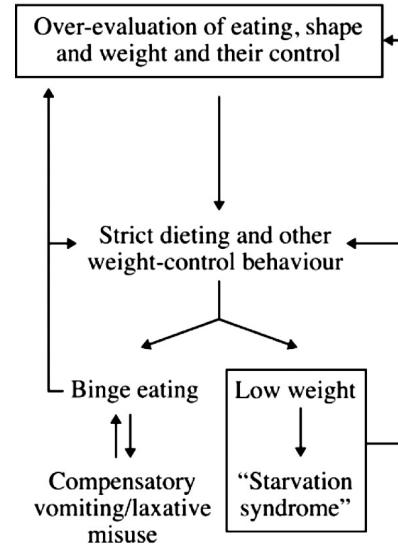 Over-evaluation of eating, shape
and weight and their control
Strict dieting and other
weight-control behaviour
Binge eating
Low weight
Compensatory
vomiting/laxative
misuse
“Starvation
syndrome”